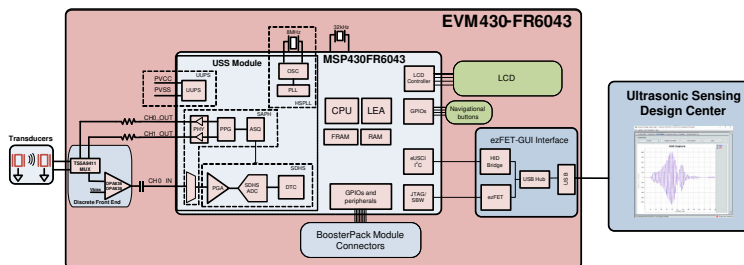 EVM430-FR6043
8MHz
32kHz
USS Module
MSP430FR6043
OSC
PLL
HSPLL
UUPS
PVCC
PVSS
UUPS
LCD
Controller
LCD
CPU
LEA
GPIOs
Navigational
buttons
FRAM
RAM
SAPH
CH0_OUT
CH1_OUT
PHY
PPG
ASQ
Transducers
TS5A9411
MUX
Discrete Front End
CH0_IN
SDHS
PGA
SDHS
ADC
DTC
GPIOs and
peripherals
eUSCI
I²C
JTAG/
SBW
ezFET-GUI Interface
HID
Bridge
ezFET
USB Hub
USB
BoosterPack Module
Connectors
Ultrasonic Sensing
Design Center